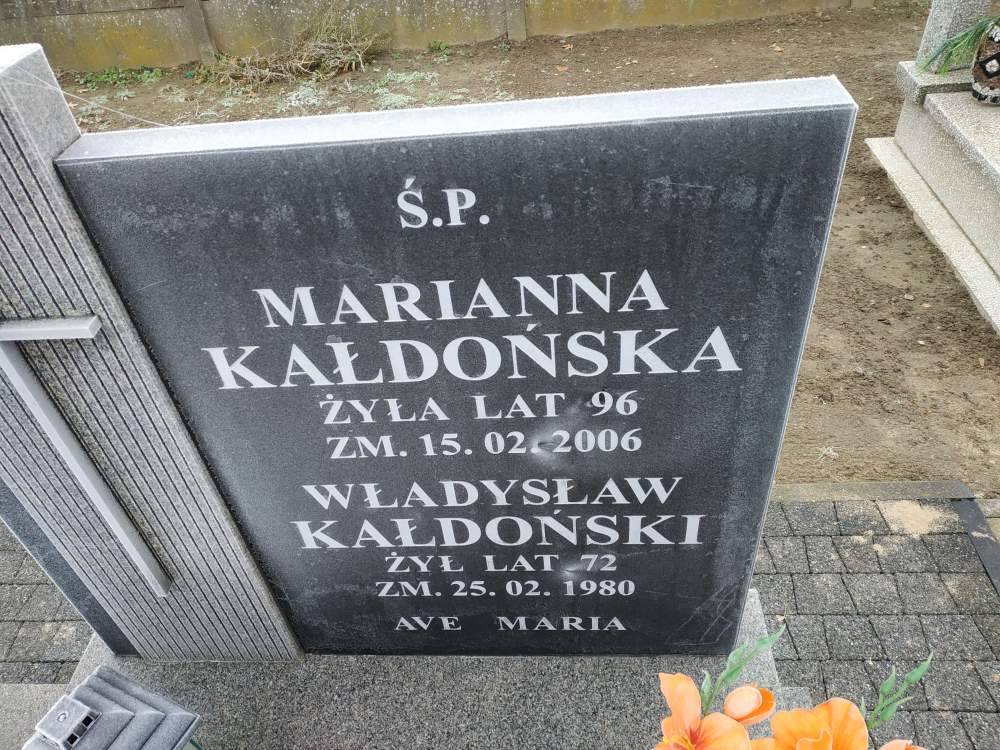 Ś.P.
MARIANNA
KAŁDOŃSKA
ŻYŁA LAT 96
ZM. 15. 02. 2006
WŁADYSŁAW
KAŁDOŃSKI
ŻYŁ LAT 72
ZM. 25. 02. 1980
AVE MARIA